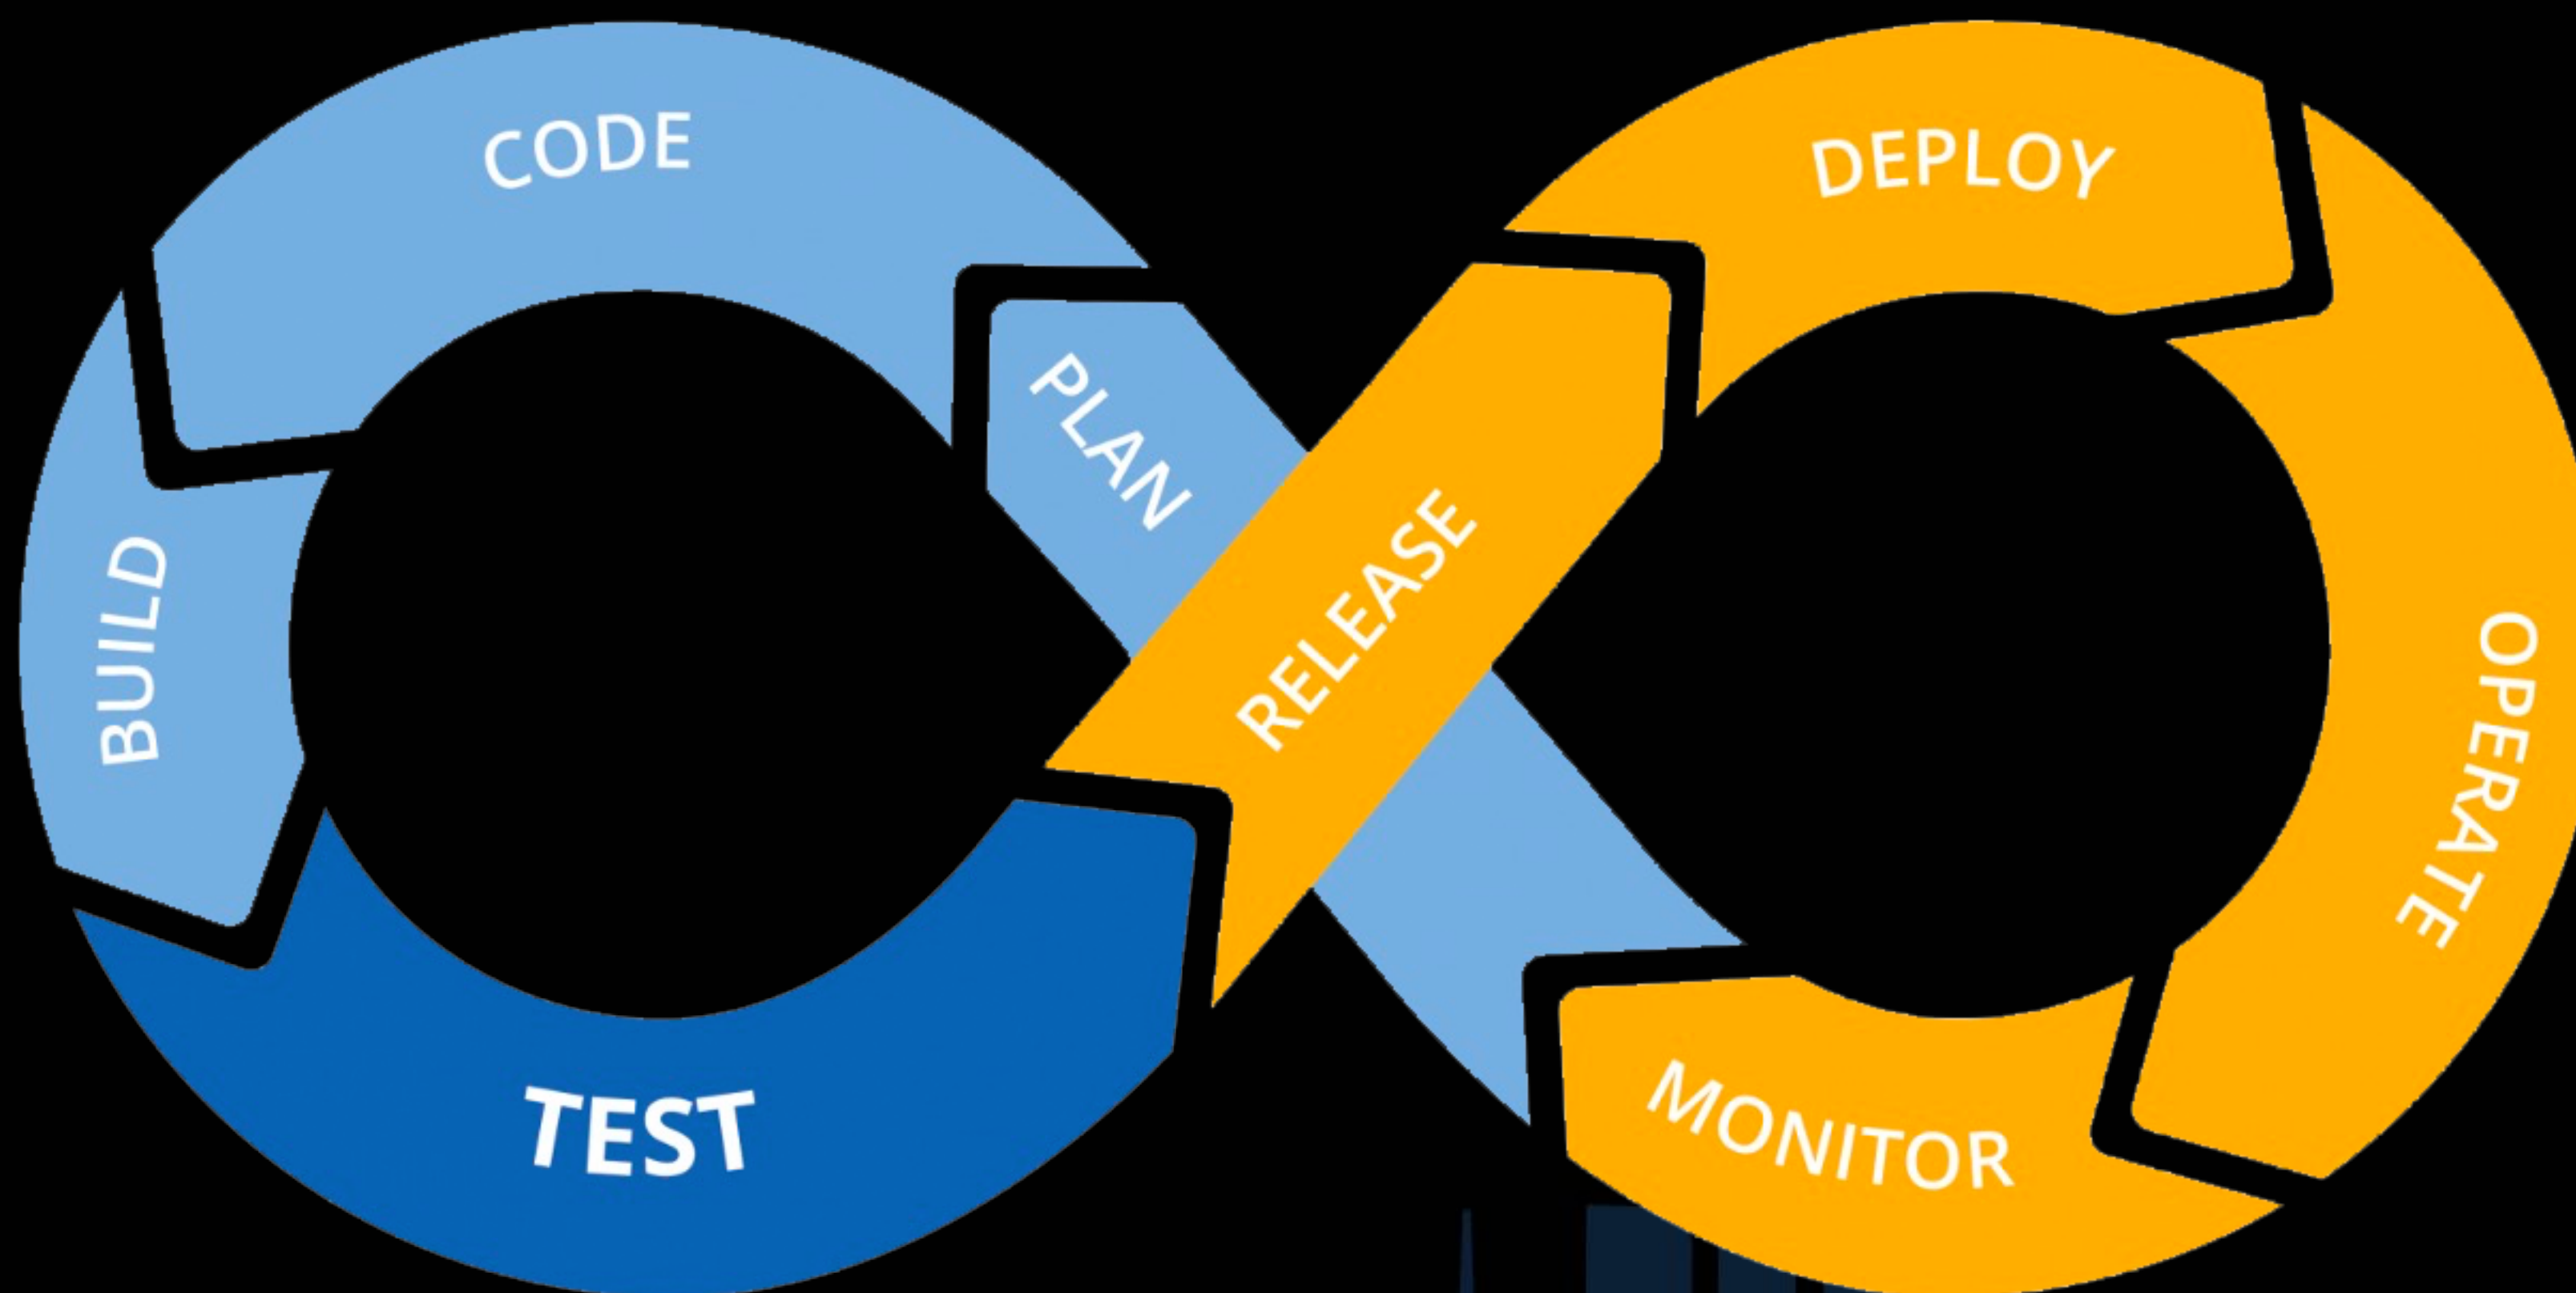 CODE
DEPLOY
PLAN
RELEASE
BUILD
OPERATE
TEST
MONITOR